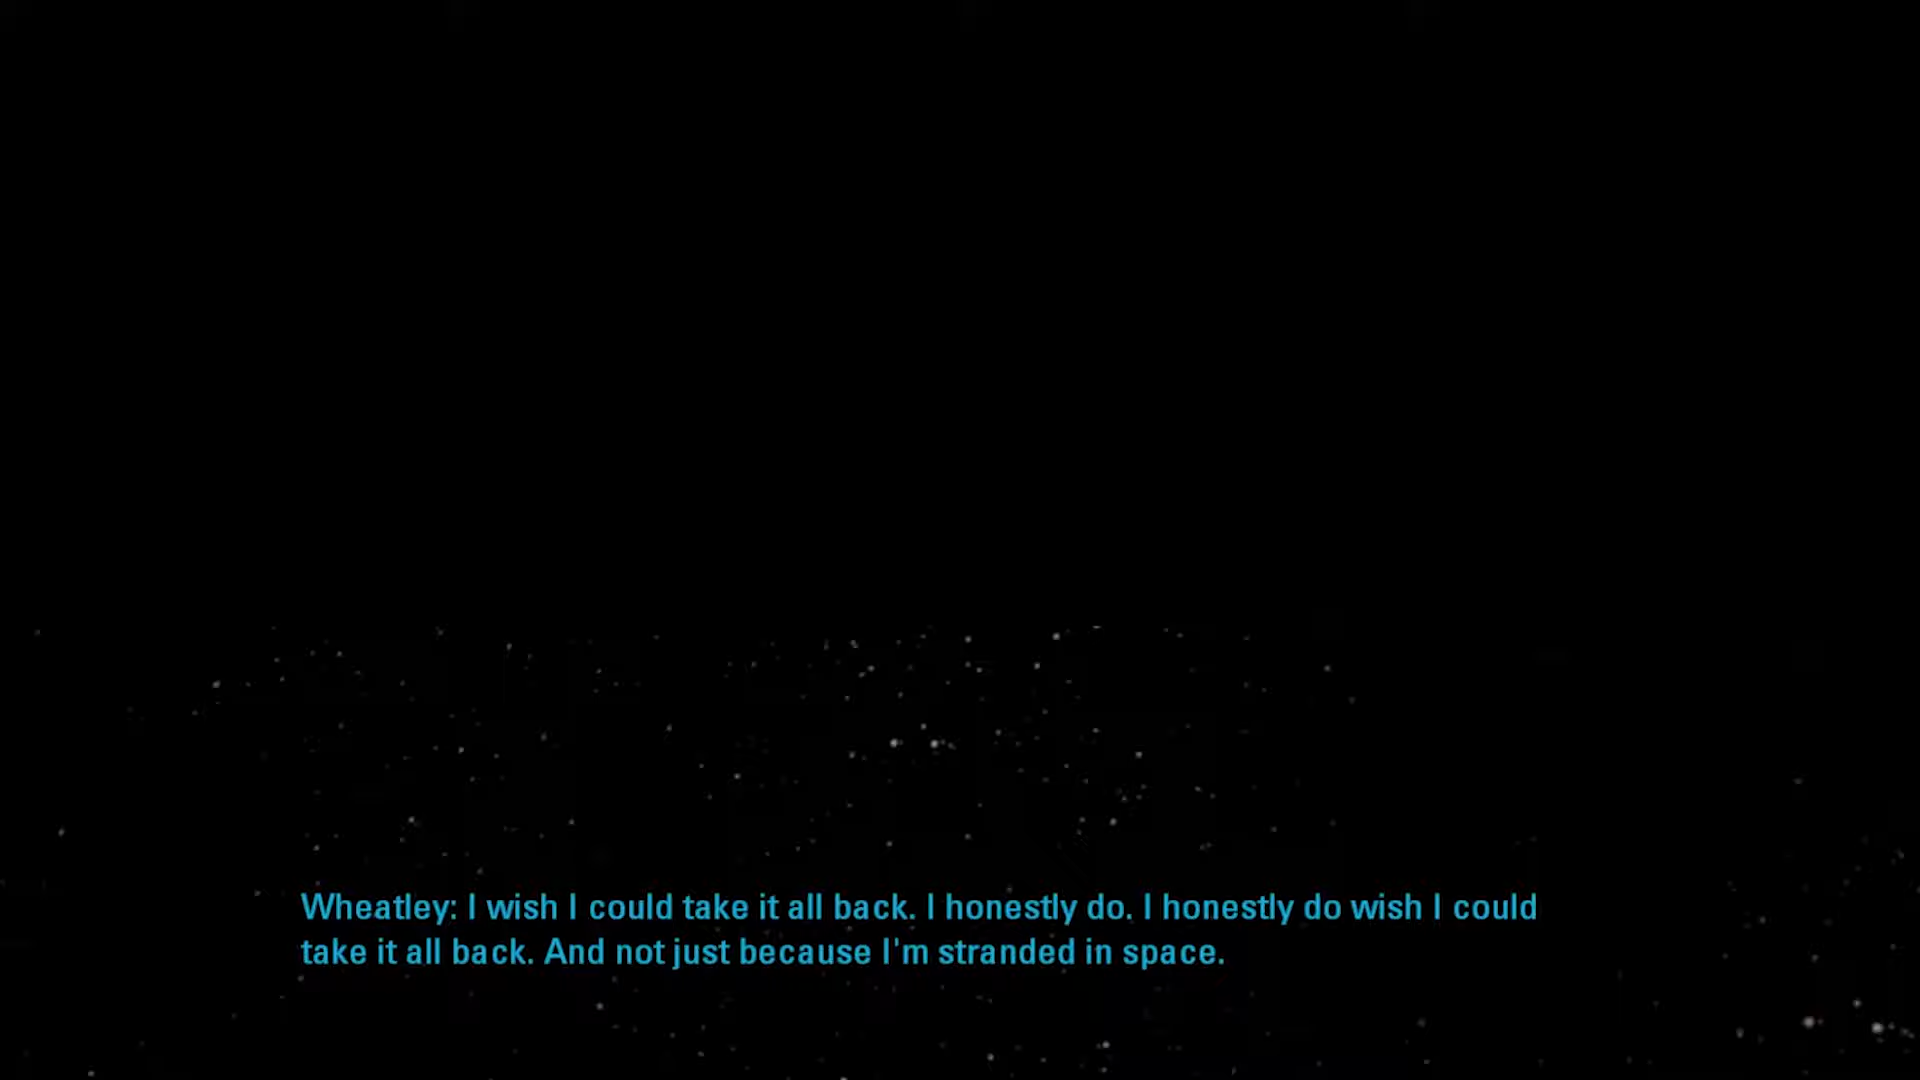 Wheatley: I wish I could take it all back. I honestly do. I honestly do wish I could
take it all back. And not just because I'm stranded in space.